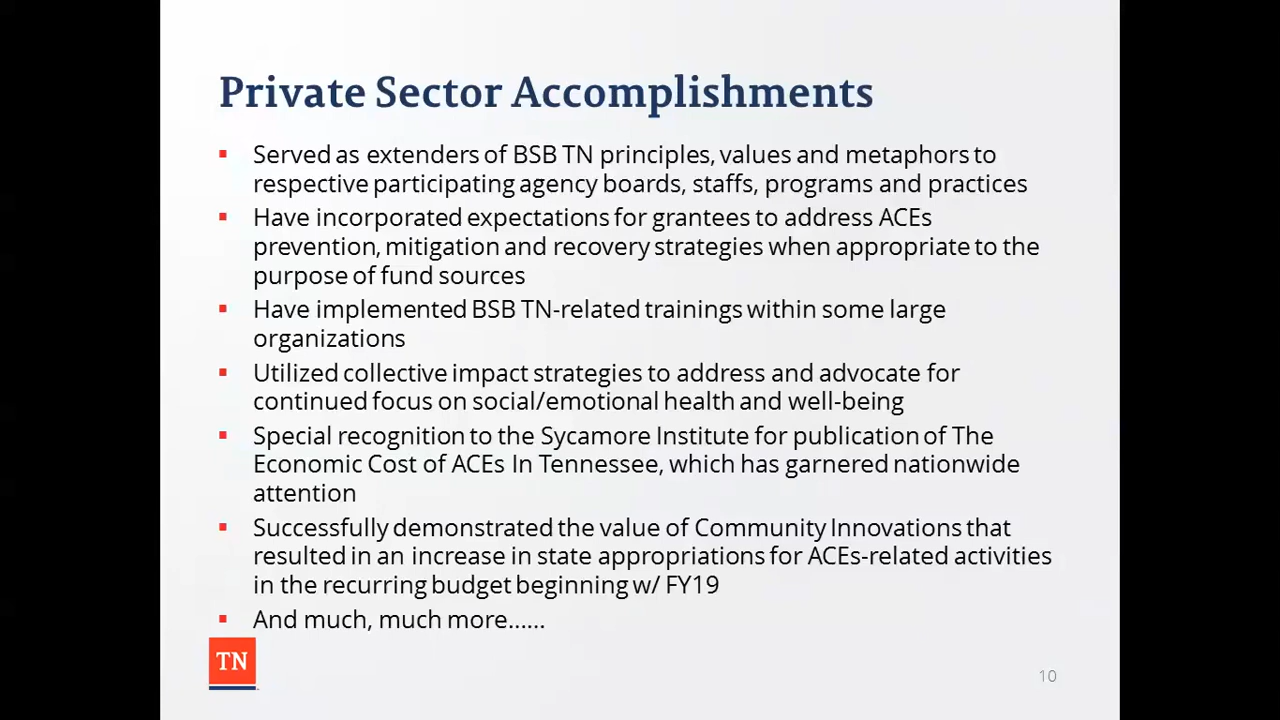 Private Sector Accomplishments
▪ Served as extenders of BSB TN principles, values and metaphors to
respective participating agency boards, staffs, programs and practices
▪ Have incorporated expectations for grantees to address ACEs
prevention, mitigation and recovery strategies when appropriate to the
purpose of fund sources
▪ Have implemented BSB TN-related trainings within some large
organizations
▪ Utilized collective impact strategies to address and advocate for
continued focus on social/emotional health and well-being
▪ Special recognition to the Sycamore Institute for publication of The
Economic Cost of ACEs In Tennessee, which has garnered nationwide
attention
▪ Successfully demonstrated the value of Community Innovations that
resulted in an increase in state appropriations for ACEs-related activities
in the recurring budget beginning w/ FY19
▪ And much, much more......
TN
10